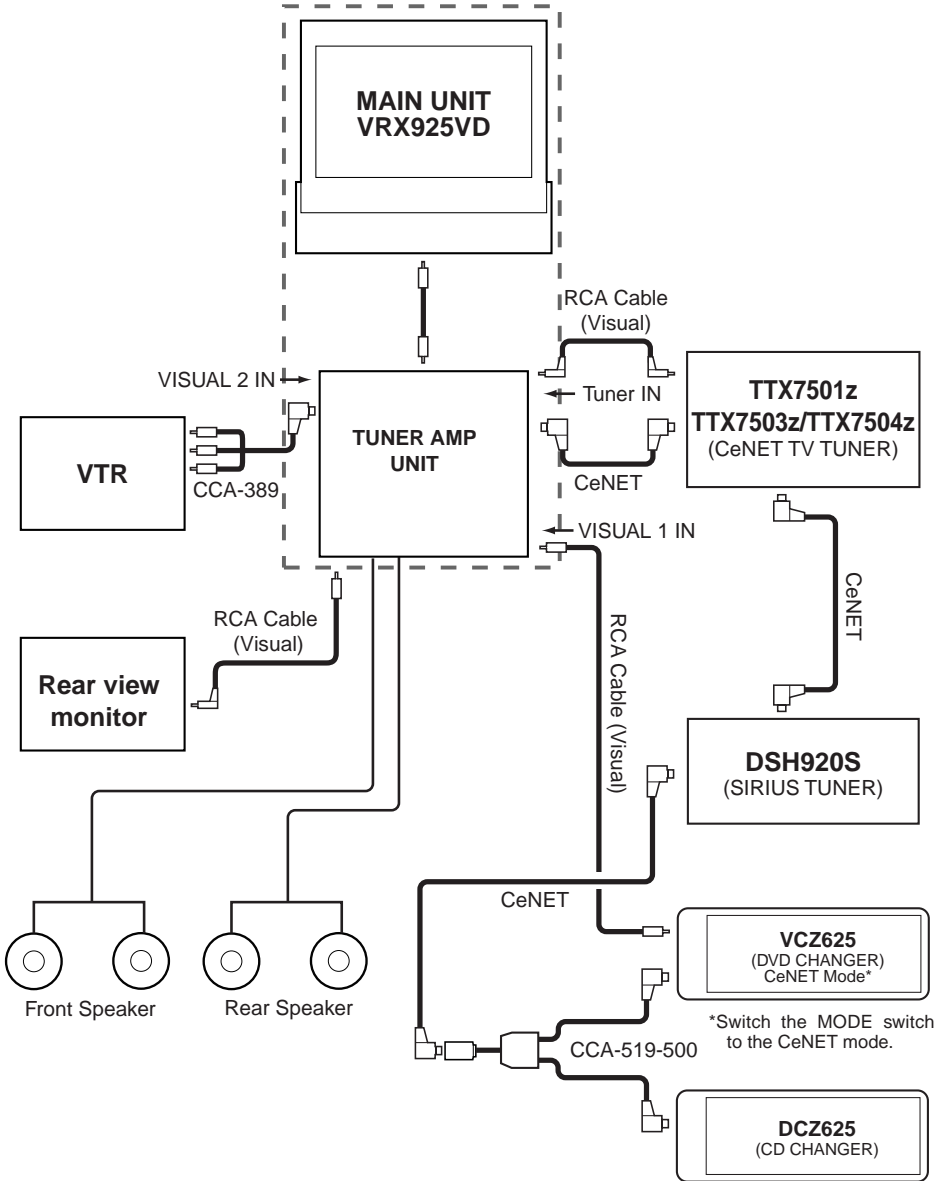 MAIN UNIT
VRX925VD
RCA Cable
(Visual)
VISUAL 2 IN
Tuner IN
TTX7501z
TTX7503z/TTX7504z
(CeNET TV TUNER)
TUNER AMP
UNIT
VTR
CCA-389
CeNET
VISUAL 1 IN
CeNET
RCA Cable
(Visual)
RCA Cable (Visual)
Rear view
monitor
DSH920S
(SIRIUS TUNER)
CeNET
VCZ625
(DVD CHANGER)
CeNET Mode*
Front Speaker
Rear Speaker
*Switch the MODE switch
to the CeNET mode.
CCA-519-500
DCZ625
(CD CHANGER)